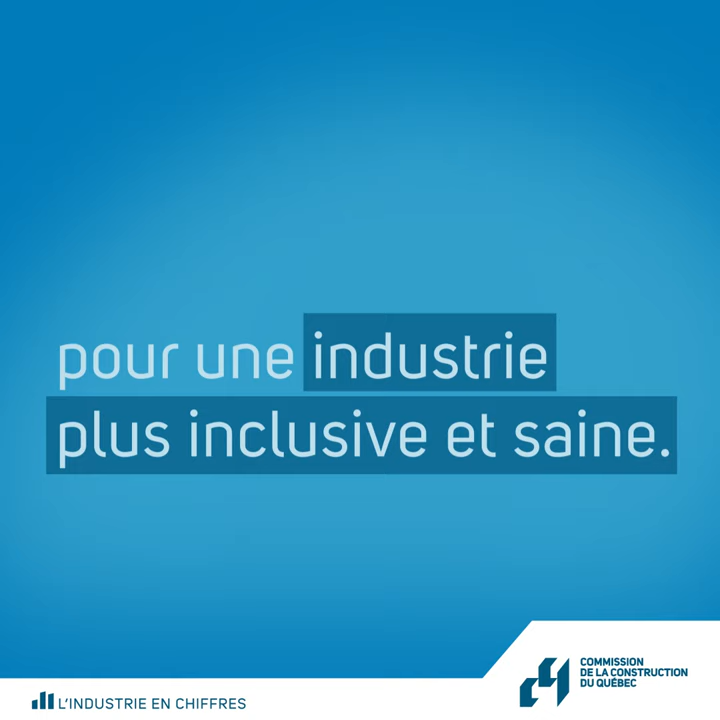 pour une industrie
plus inclusive et saine.
L'INDUSTRIE EN CHIFFRES
COMMISSION
DE LA CONSTRUCTION
DU QUÉBEC